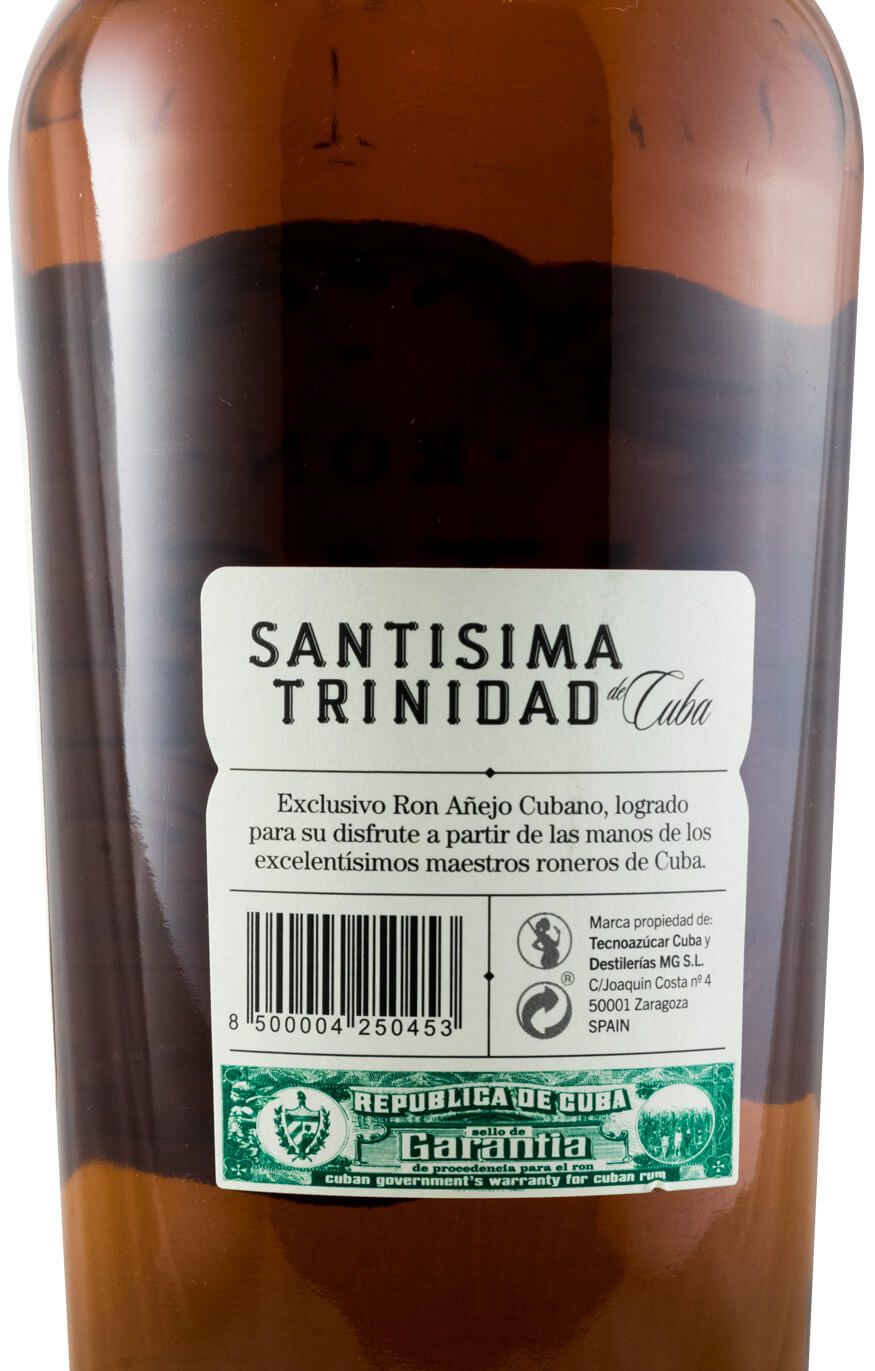 RON
SANTISIMA
TRINIDAD de Cuba
Exclusivo Ron Añejo Cubano, logrado
para su disfrute a partir de las manos de los
excelentísimos maestros roneros de Cuba.
8 500004 250453
Marca propiedad de:
Tecnoazúcar Cuba y
Destilerías MG S.L.
C/Joaquin Costa nº 4
50001 Zaragoza
SPAIN
®
REPUBLICA DE CUBA
sello de
Garantia
de procedencia para el ron
cuban government's warranty for cuban rum